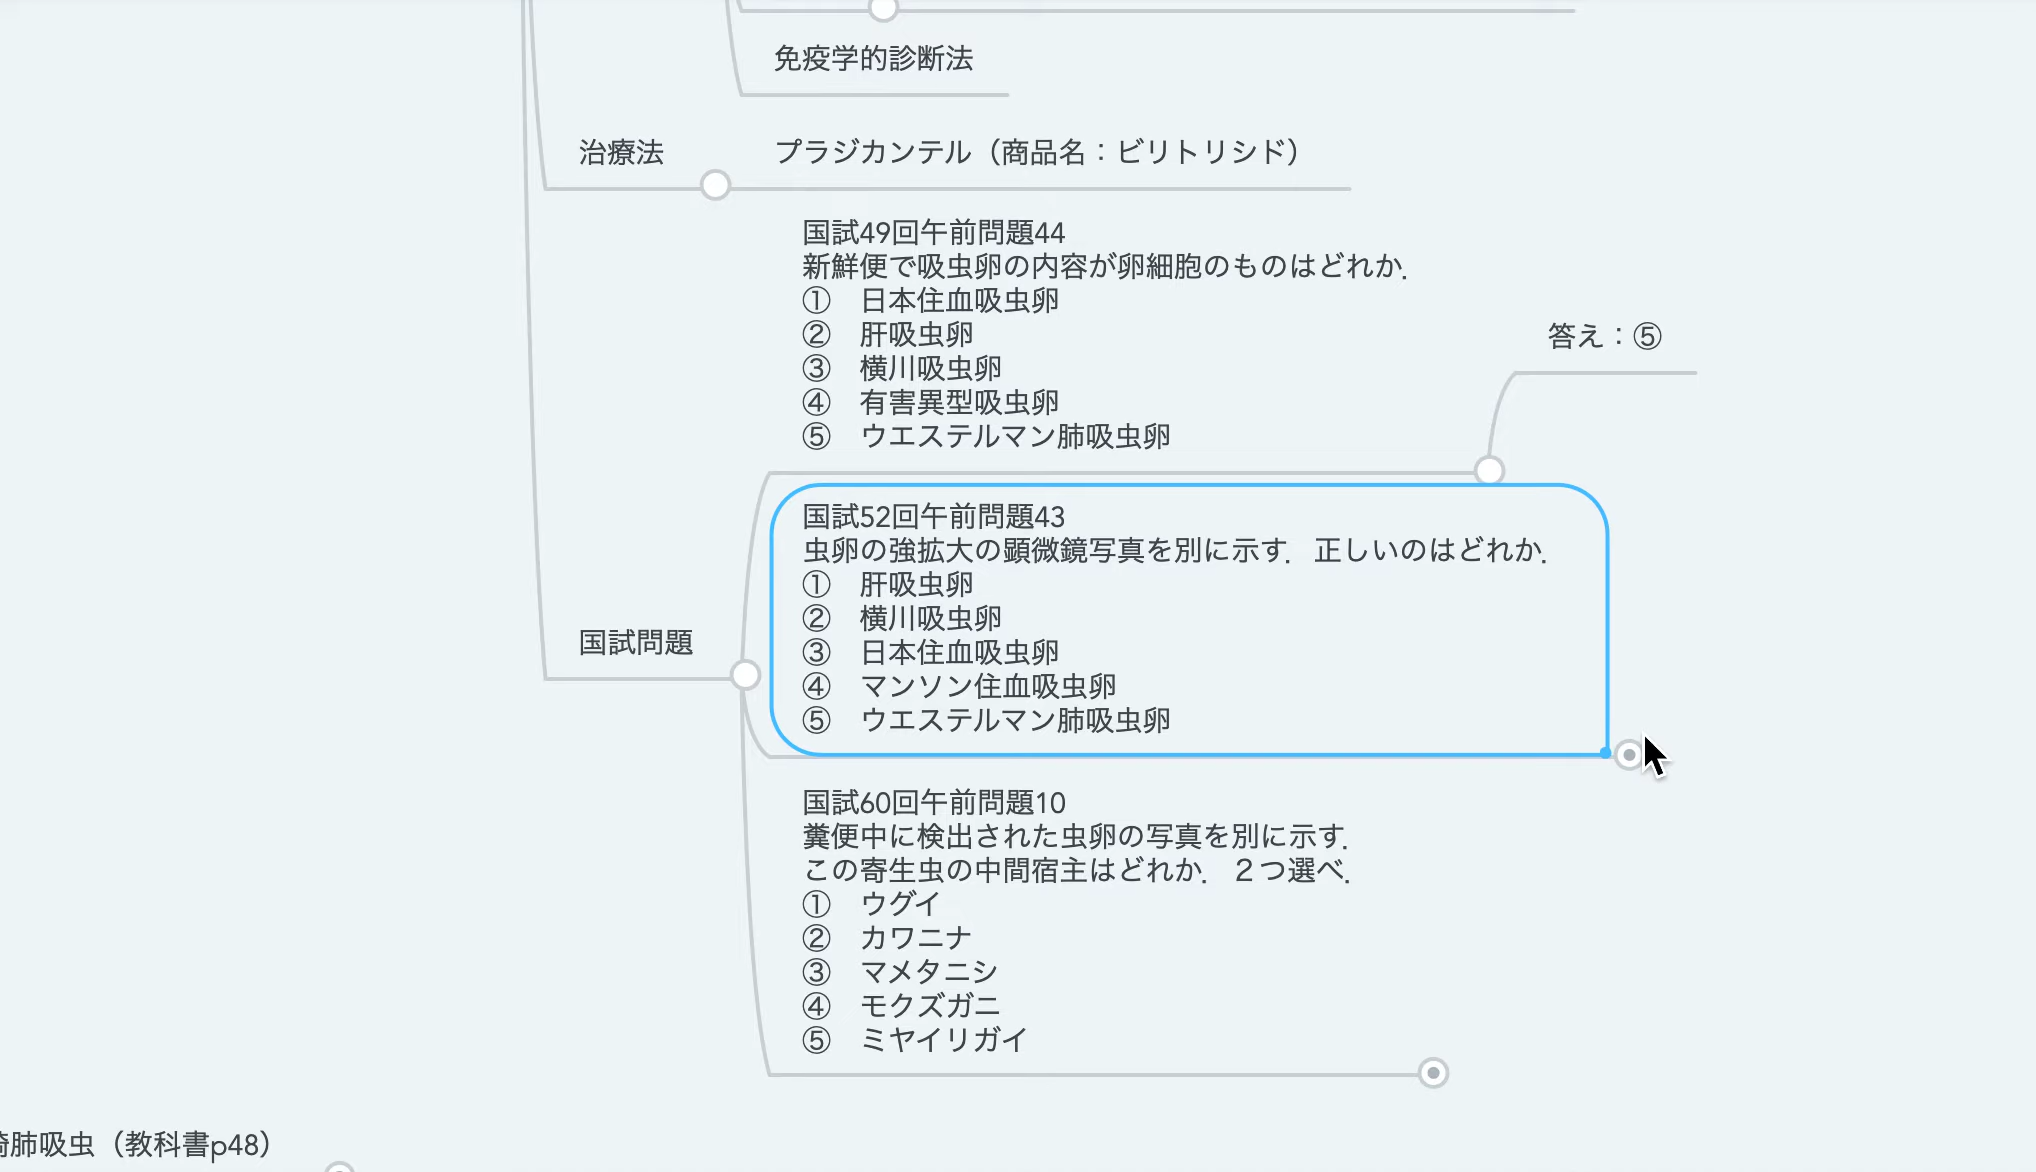 免疫学的診断法
治療法
プラジカンテル（商品名：ビリトリシド）
国試49回午前問題44
新鮮便で吸虫卵の内容が卵細胞のものはどれか．
①　日本住血吸虫卵
②　肝吸虫卵
③　横川吸虫卵
④　有害異型吸虫卵
⑤　ウエステルマン肺吸虫卵
答え：⑤
国試問題
国試52回午前問題43
虫卵の強拡大の顕微鏡写真を別に示す．正しいのはどれか．
①　肝吸虫卵
②　横川吸虫卵
③　日本住血吸虫卵
④　マンソン住血吸虫卵
⑤　ウエステルマン肺吸虫卵
国試60回午前問題10
糞便中に検出された虫卵の写真を別に示す．
この寄生虫の中間宿主はどれか．２つ選べ．
①　ウグイ
②　カワニナ
③　マメタニシ
④　モクズガニ
⑤　ミヤイリガイ
肺吸虫（教科書p48）